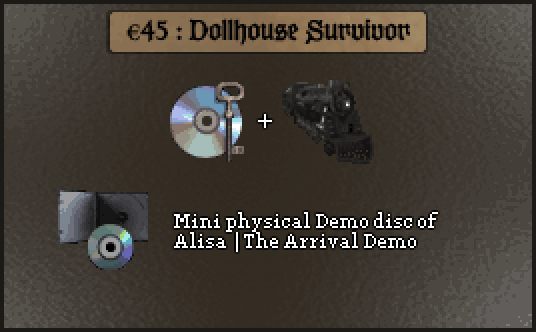 €45 : Dollhouse Survivor
+
Mini physical Demo disc of
Alisa | The Arrival Demo